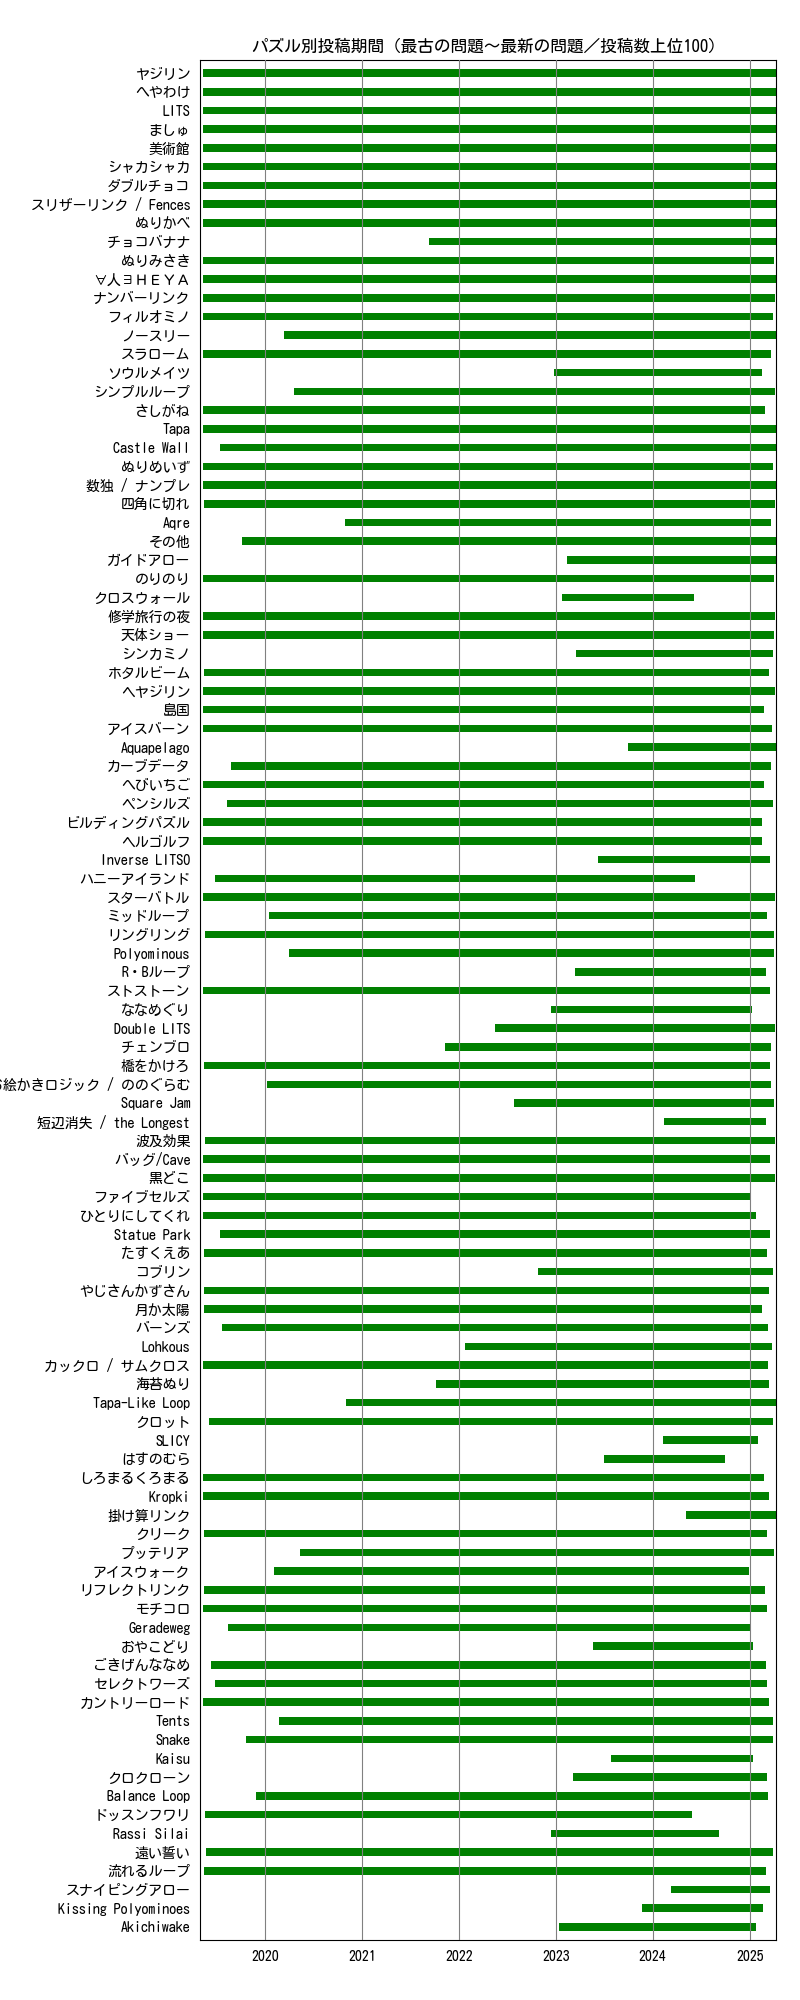 パズル別投稿期間（最古の問題～最新の問題／投稿数上位100）
ヤジリン
へやわけ
LITS
ましゅ
美術館
シャカシャカ
ダブルチョコ
スリザーリンク / Fences
ぬりかべ
チョコバナナ
ぬりみさき
∀人∃ＨＥＹＡ
ナンバーリンク
フィルオミノ
ノースリー
スラローム
ソウルメイツ
シンプルループ
さしがね
Tapa
Castle Wall
ぬりめいず
数独 / ナンプレ
四角に切れ
Aqre
その他
ガイドアロー
のりのり
クロスウォール
修学旅行の夜
天体ショー
シンカミノ
ホタルビーム
ヘヤジリン
島国
アイスバーン
Aquapelago
カーブデータ
へびいちご
ペンシルズ
ビルディングパズル
ヘルゴルフ
Inverse LITSO
ハニーアイランド
スターバトル
ミッドループ
リングリング
Polyominous
R・Bループ
ストストーン
ななめぐり
Double LITS
チェンブロ
橋をかけろ
絵かきロジック / ののぐらむ
Square Jam
短辺消失 / the Longest
波及効果
バッグ/Cave
黒どこ
ファイブセルズ
ひとりにしてくれ
Statue Park
たすくえあ
コブリン
やじさんかずさん
月か太陽
バーンズ
Lohkous
カックロ / サムクロス
海苔ぬり
Tapa-Like Loop
クロット
SLICY
はすのむら
しろまるくろまる
Kropki
掛け算リンク
クリーク
プッテリア
アイスウォーク
リフレクトリンク
モチコロ
Geradeweg
おやこどり
ごきげんななめ
セレクトワーズ
カントリーロード
Tents
Snake
Kaisu
クロクローン
Balance Loop
ドッスンフワリ
Rassi Silai
遠い誓い
流れるループ
スナイピングアロー
Kissing Polyominoes
Akichiwake
2020 2021 2022 2023 2024 2025